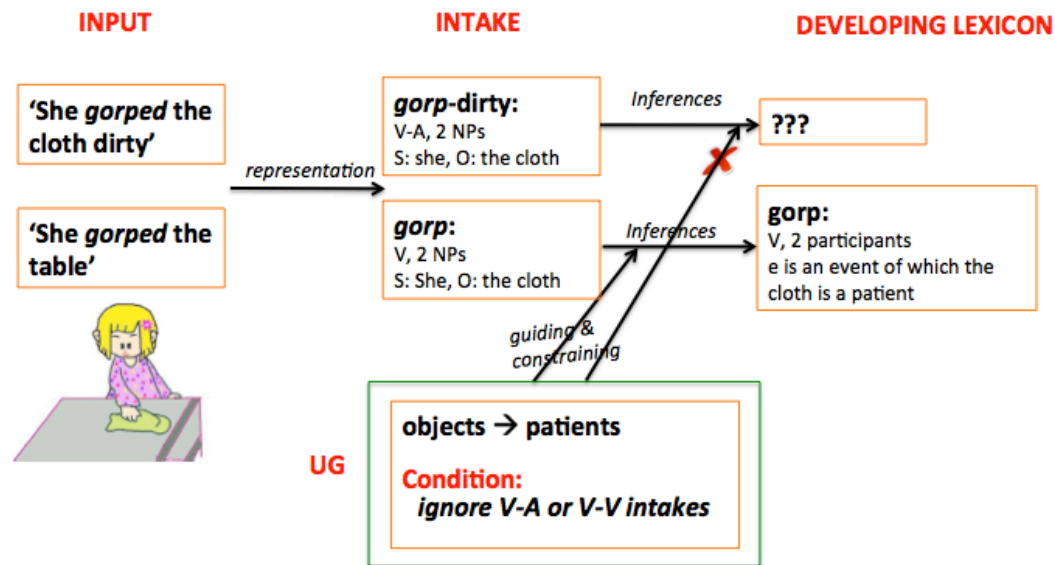 INPUT
INTAKE
DEVELOPING LEXICON
‘She gorped the
cloth dirty’
representation
gorp-dirty:
V-A, 2 NPs
S: she, O: the cloth
Inferences
???
‘She gorped the
table’
gorp:
V, 2 NPs
S: She, O: the cloth
Inferences
gorp:
V, 2 participants
e is an event of which the
cloth is a patient
guiding &
constraining
UG
objects → patients
Condition:
ignore V-A or V-V intakes